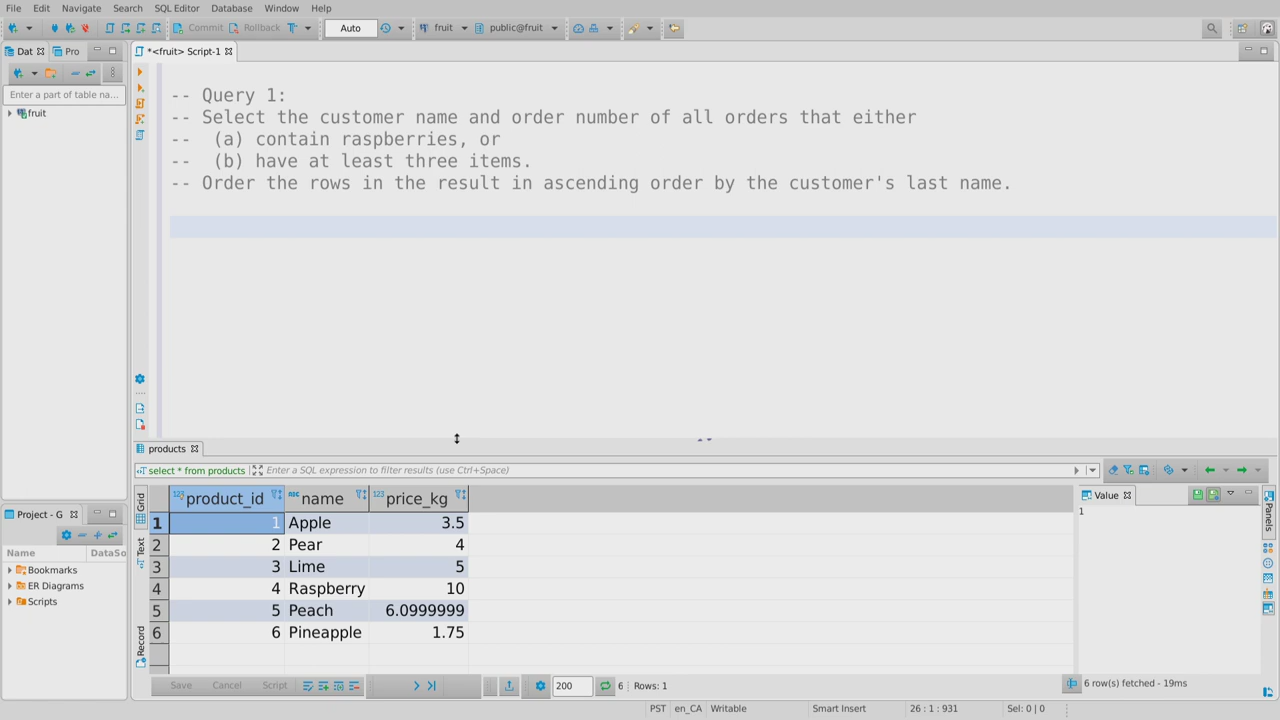 File Edit Navigate Search SQL Editor Database Window Help
Commit Rollback Auto fruit public@fruit
Dat Pro *<fruit> Script-1
Enter a part of table na...
fruit
-- Query 1:
-- Select the customer name and order number of all orders that either
--  (a) contain raspberries, or
--  (b) have at least three items.
-- Order the rows in the result in ascending order by the customer's last name.
products
select * from products Enter a SQL expression to filter results (use Ctrl+Space)
Grid
Text
Record
product_id name price_kg
1 1 Apple 3.5
2 2 Pear 4
3 3 Lime 5
4 4 Raspberry 10
5 5 Peach 6.0999999
6 6 Pineapple 1.75
Value
1
Panels
Project - G
Name DataSo
Bookmarks
ER Diagrams
Scripts
Save Cancel Script 200 6 Rows: 1
6 row(s) fetched - 19ms
PST en_CA Writable Smart Insert 26 : 1 : 931 Sel: 0 | 0